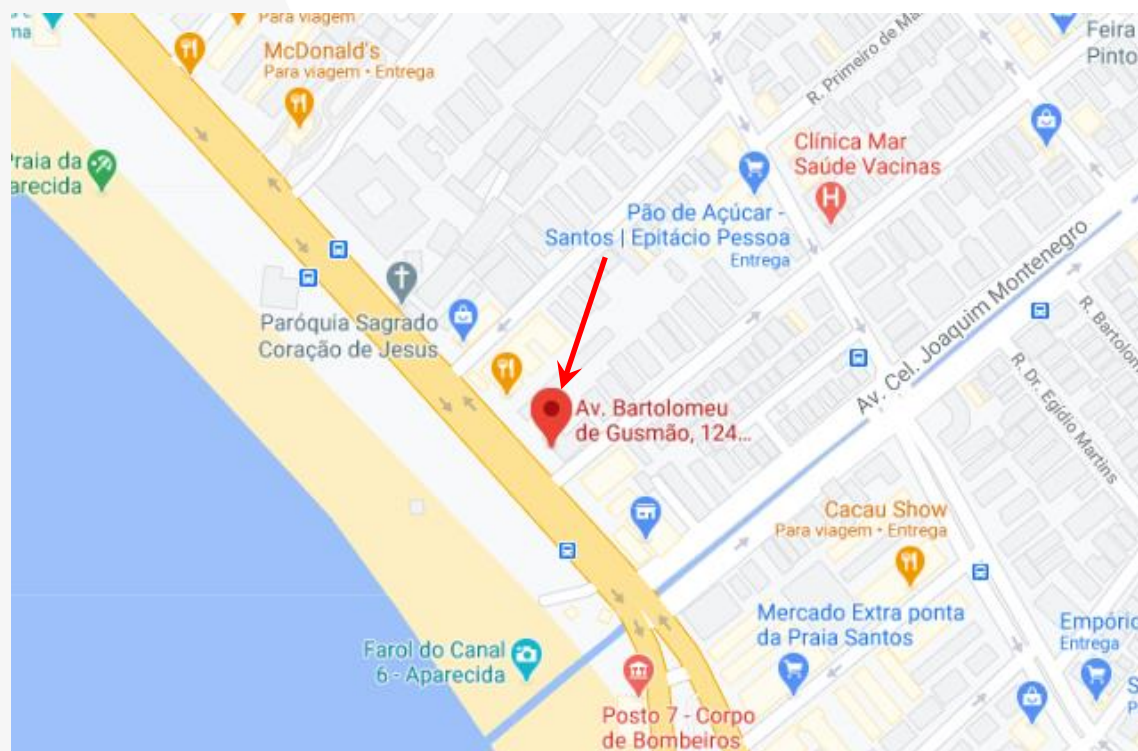 Para viagem
McDonald's
Para viagem • Entrega
Feira
Pinto
R. Primeiro de Ma
Clínica Mar
Saúde Vacinas
Praia da
Aparecida
Pão de Açúcar -
Santos | Epitácio Pessoa
Entrega
Av. Cel. Joaquim Montenegro
Paróquia Sagrado
Coração de Jesus
R. Bartolom
R. Dr. Egídio Martins
Av. Bartolomeu
de Gusmão, 124...
Cacau Show
Para viagem • Entrega
Mercado Extra ponta
da Praia Santos
Empório
Entrega
Farol do Canal
6 - Aparecida
Posto 7 - Corpo
de Bombeiros